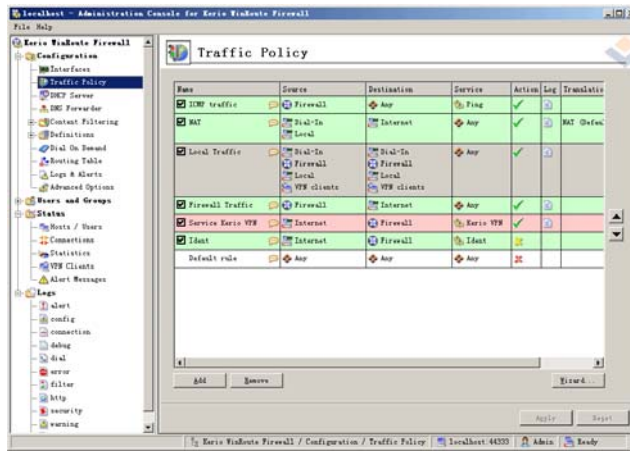 localhost - Administration Console for Kerio WinRoute Firewall
File Help
Kerio WinRoute Firewall
Configuration
Interfaces
Traffic Policy
DHCP Server
DNS Forwarder
Content Filtering
Definitions
Dial On Demand
Routing Table
Logs & Alerts
Advanced Options
Users and Groups
Status
Hosts / Users
Connections
Statistics
VPN Clients
Alert Messages
Logs
alert
config
connection
debug
dial
error
filter
http
security
warning
Traffic Policy
Name Source Destination Service Action Log Translatio
ICMP traffic Firewall Any Ping
NAT Dial-In Internet Any NAT (Defau
Local
Local Traffic Dial-In Dial-In Any
Firewall Firewall
Local Local
VPN clients VPN clients
Firewall Traffic Firewall Internet Any
Service Kerio VPN Internet Firewall Kerio VPN
Ident Internet Firewall Ident
Default rule Any Any Any
Add Remove Wizard...
Apply Reset
Kerio WinRoute Firewall / Configuration / Traffic Policy localhost:44333 Admin Ready